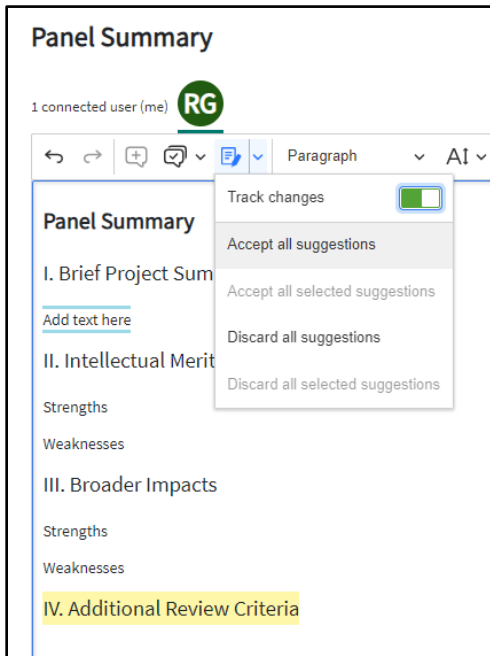 Panel Summary
1 connected user (me) RG
Paragraph AI
Track changes
Panel Summary
Accept all suggestions
I. Brief Project Sum
Accept all selected suggestions
Add text here
Discard all suggestions
II. Intellectual Merit
Discard all selected suggestions
Strengths
Weaknesses
III. Broader Impacts
Strengths
Weaknesses
IV. Additional Review Criteria